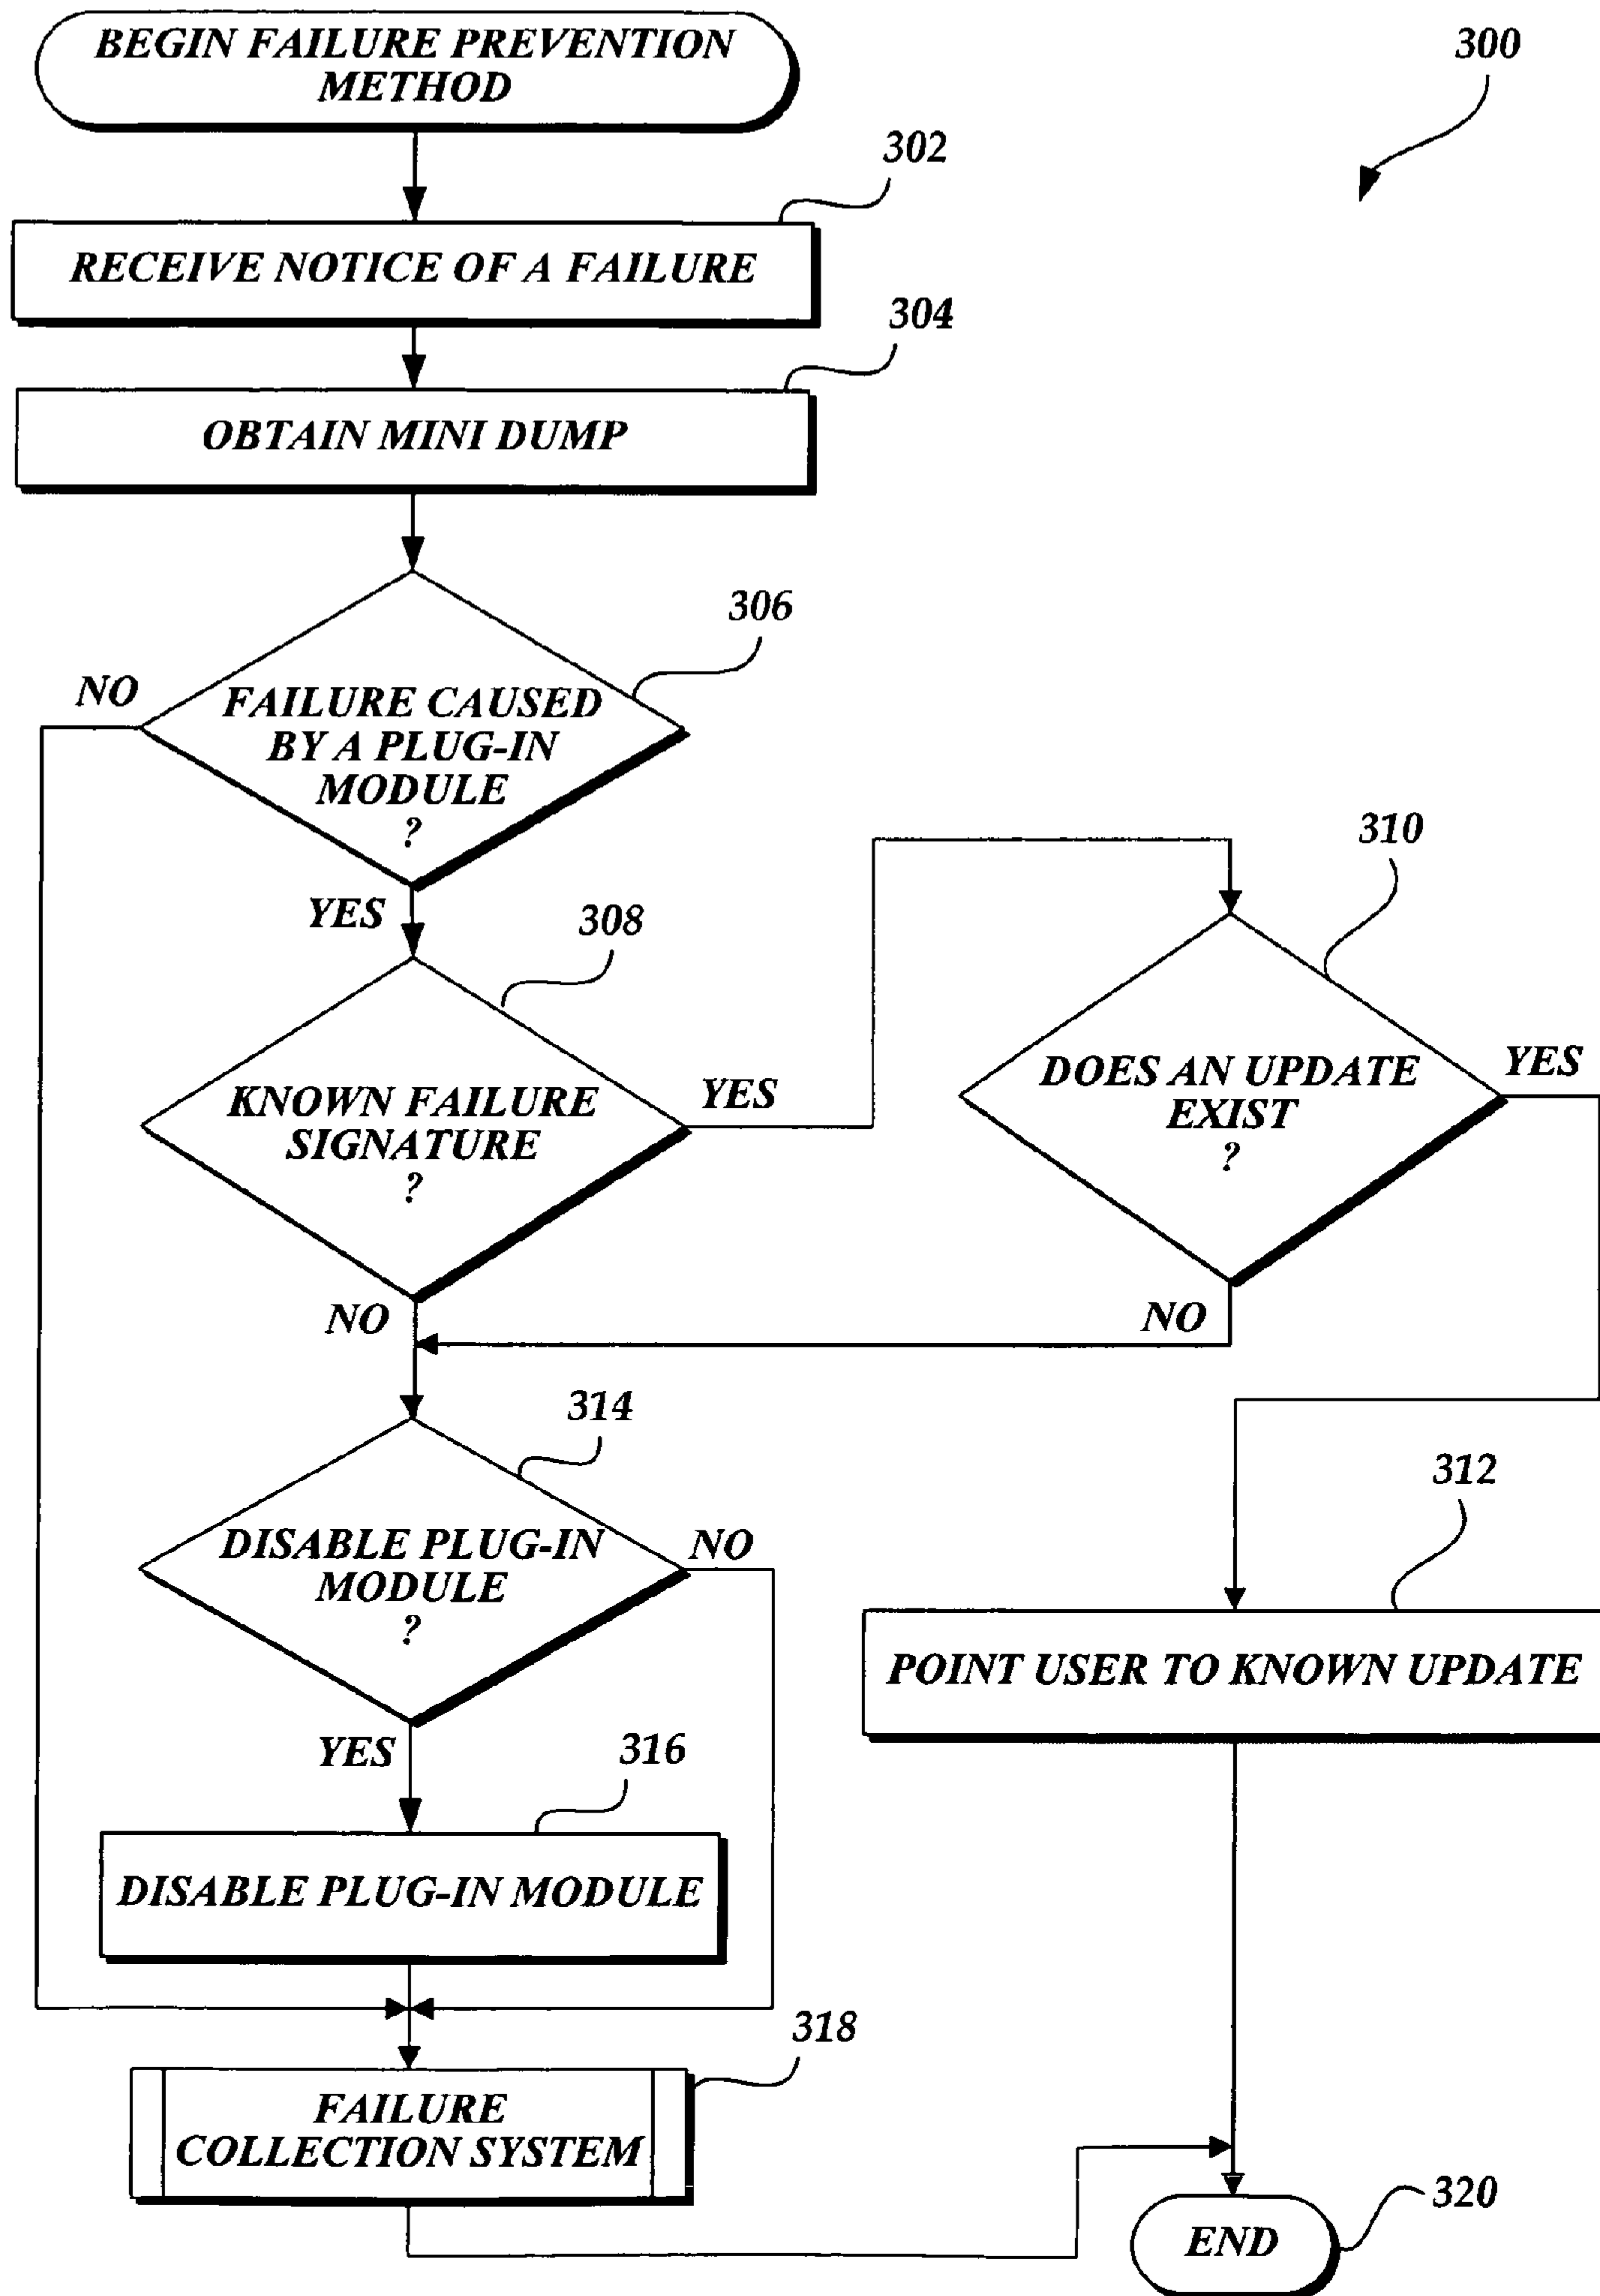 BEGIN FAILURE PREVENTION
METHOD
300
302
RECEIVE NOTICE OF A FAILURE
304
OBTAIN MINI DUMP
306
NO
FAILURE CAUSED
BY A PLUG-IN
MODULE
?
YES
308
310
KNOWN FAILURE
SIGNATURE
?
YES
DOES AN UPDATE
EXIST
?
YES
NO
NO
314
312
DISABLE PLUG-IN
MODULE
?
NO
POINT USER TO KNOWN UPDATE
YES
316
DISABLE PLUG-IN MODULE
318
FAILURE
COLLECTION SYSTEM
320
END